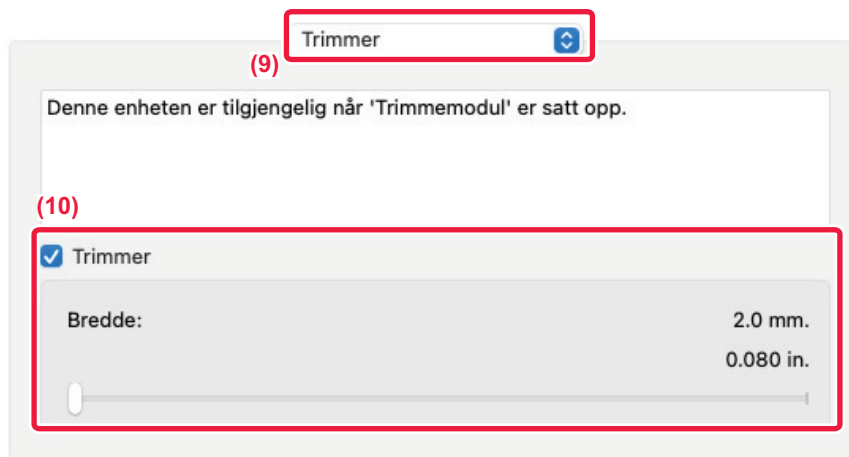 Trimmer
(9)
Denne enheten er tilgjengelig når 'Trimmemodul' er satt opp.
(10)
Trimmer
Bredde:
2.0 mm.
0.080 in.